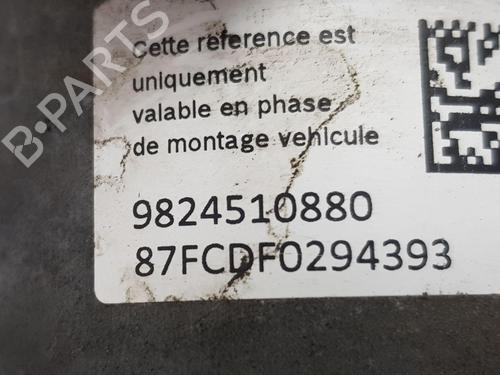 Cette reference est
uniquement
valable en phase
de montage vehicule
9824510880
87FCDF0294393
B-PARTS